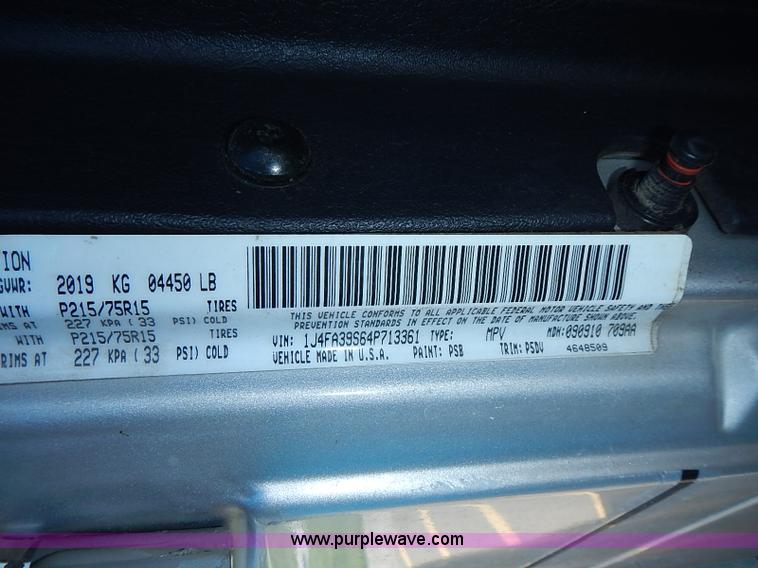 TION
GVWR: 2019 KG 04450 LB
WITH P215/75R15 TIRES
RIMS AT 227 KPA ( 33 PSI) COLD
WITH P215/75R15 TIRES
RIMS AT 227 KPA ( 33 PSI) COLD
THIS VEHICLE CONFORMS TO ALL APPLICABLE FEDERAL MOTOR VEHICLE SAFETY AND THEFT
PREVENTION STANDARDS IN EFFECT ON THE DATE OF MANUFACTURE SHOWN ABOVE.
VIN: 1J4FA39S64P713361 TYPE: MPV MDH:090910 709AA
VEHICLE MADE IN U.S.A. PAINT: PSB TRIM: PSDV 4648509
www.purplewave.com